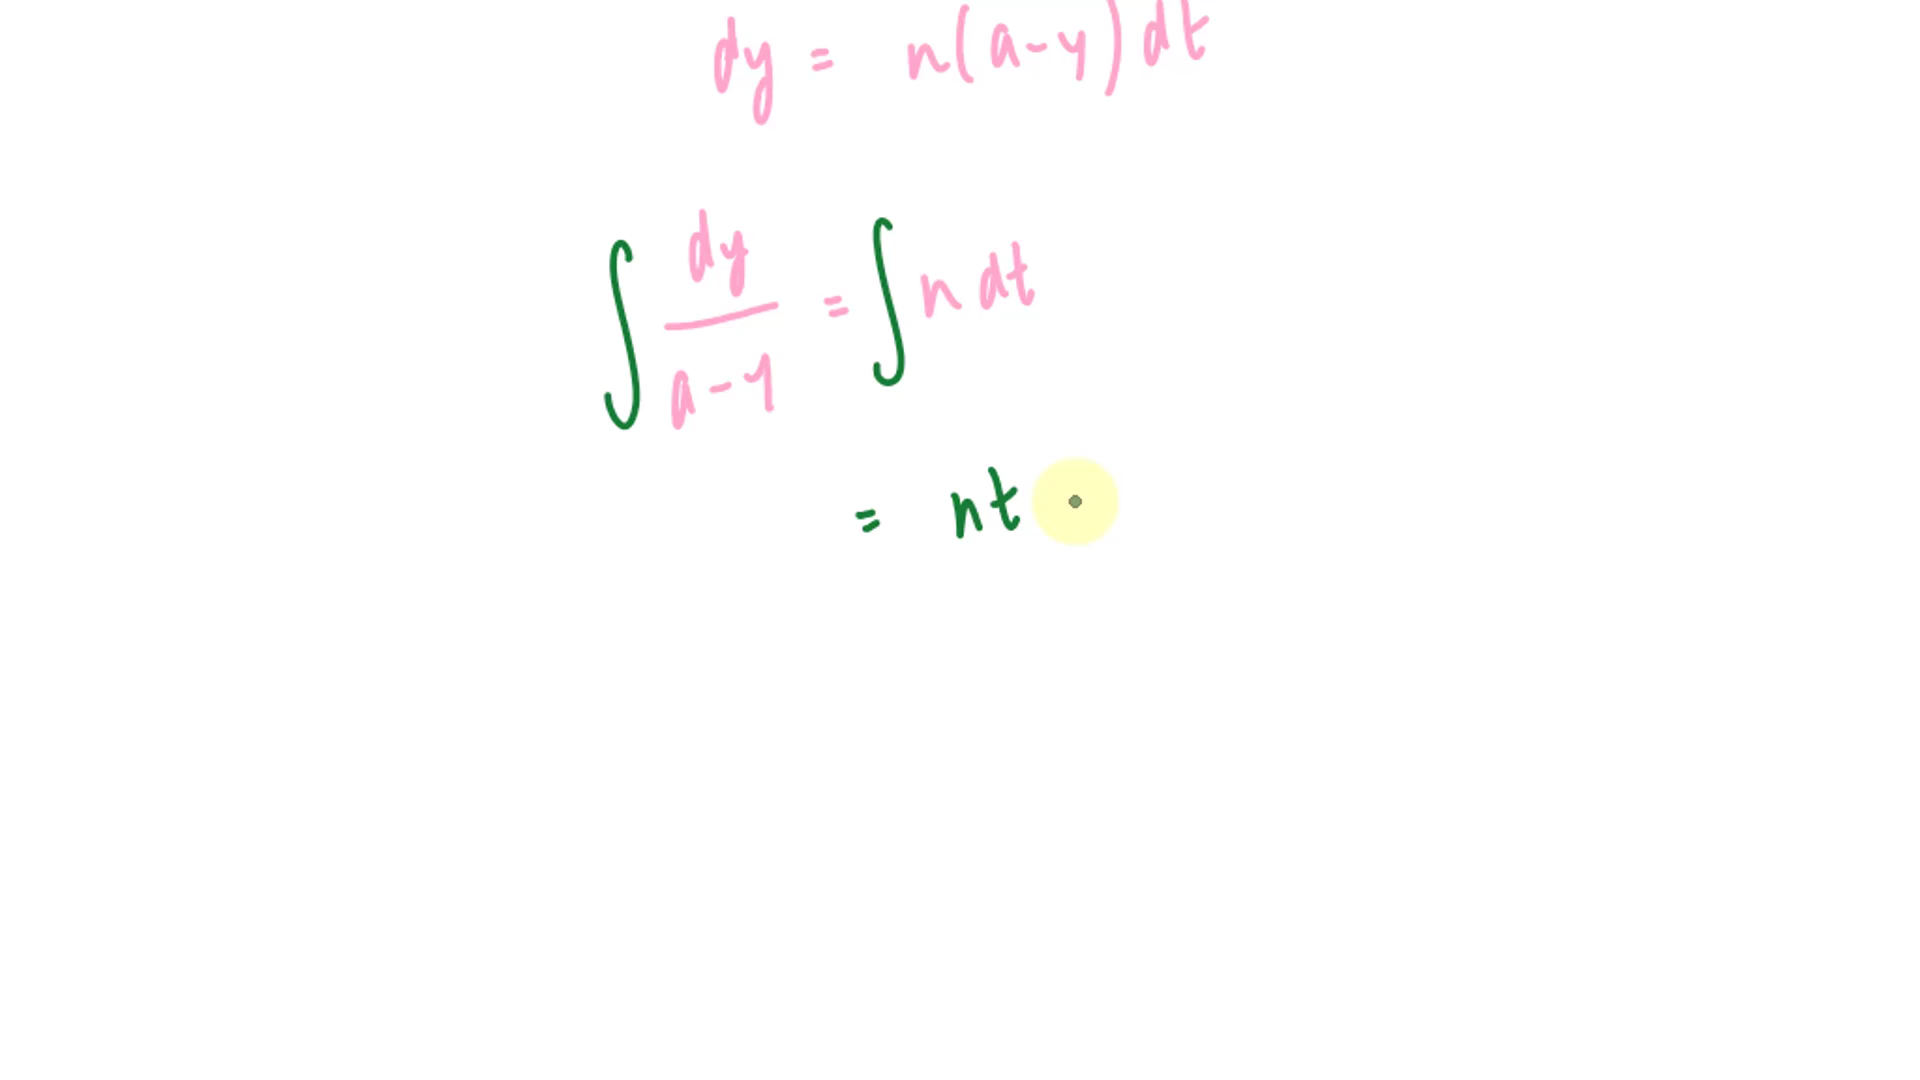 dy = n(a-y)dt
∫ dy/(a-y) = ∫ n dt
= nt